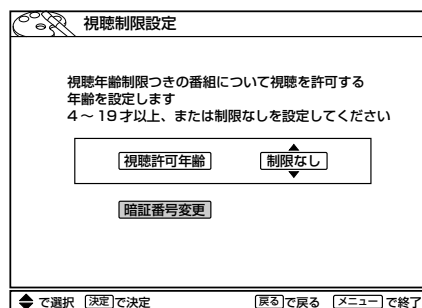 視聴制限設定
視聴年齢制限つきの番組について視聴を許可する
年齢を設定します
4～19才以上、または制限なしを設定してください
視聴許可年齢 制限なし
暗証番号変更
で選択 決定で決定 戻るで戻る メニューで終了